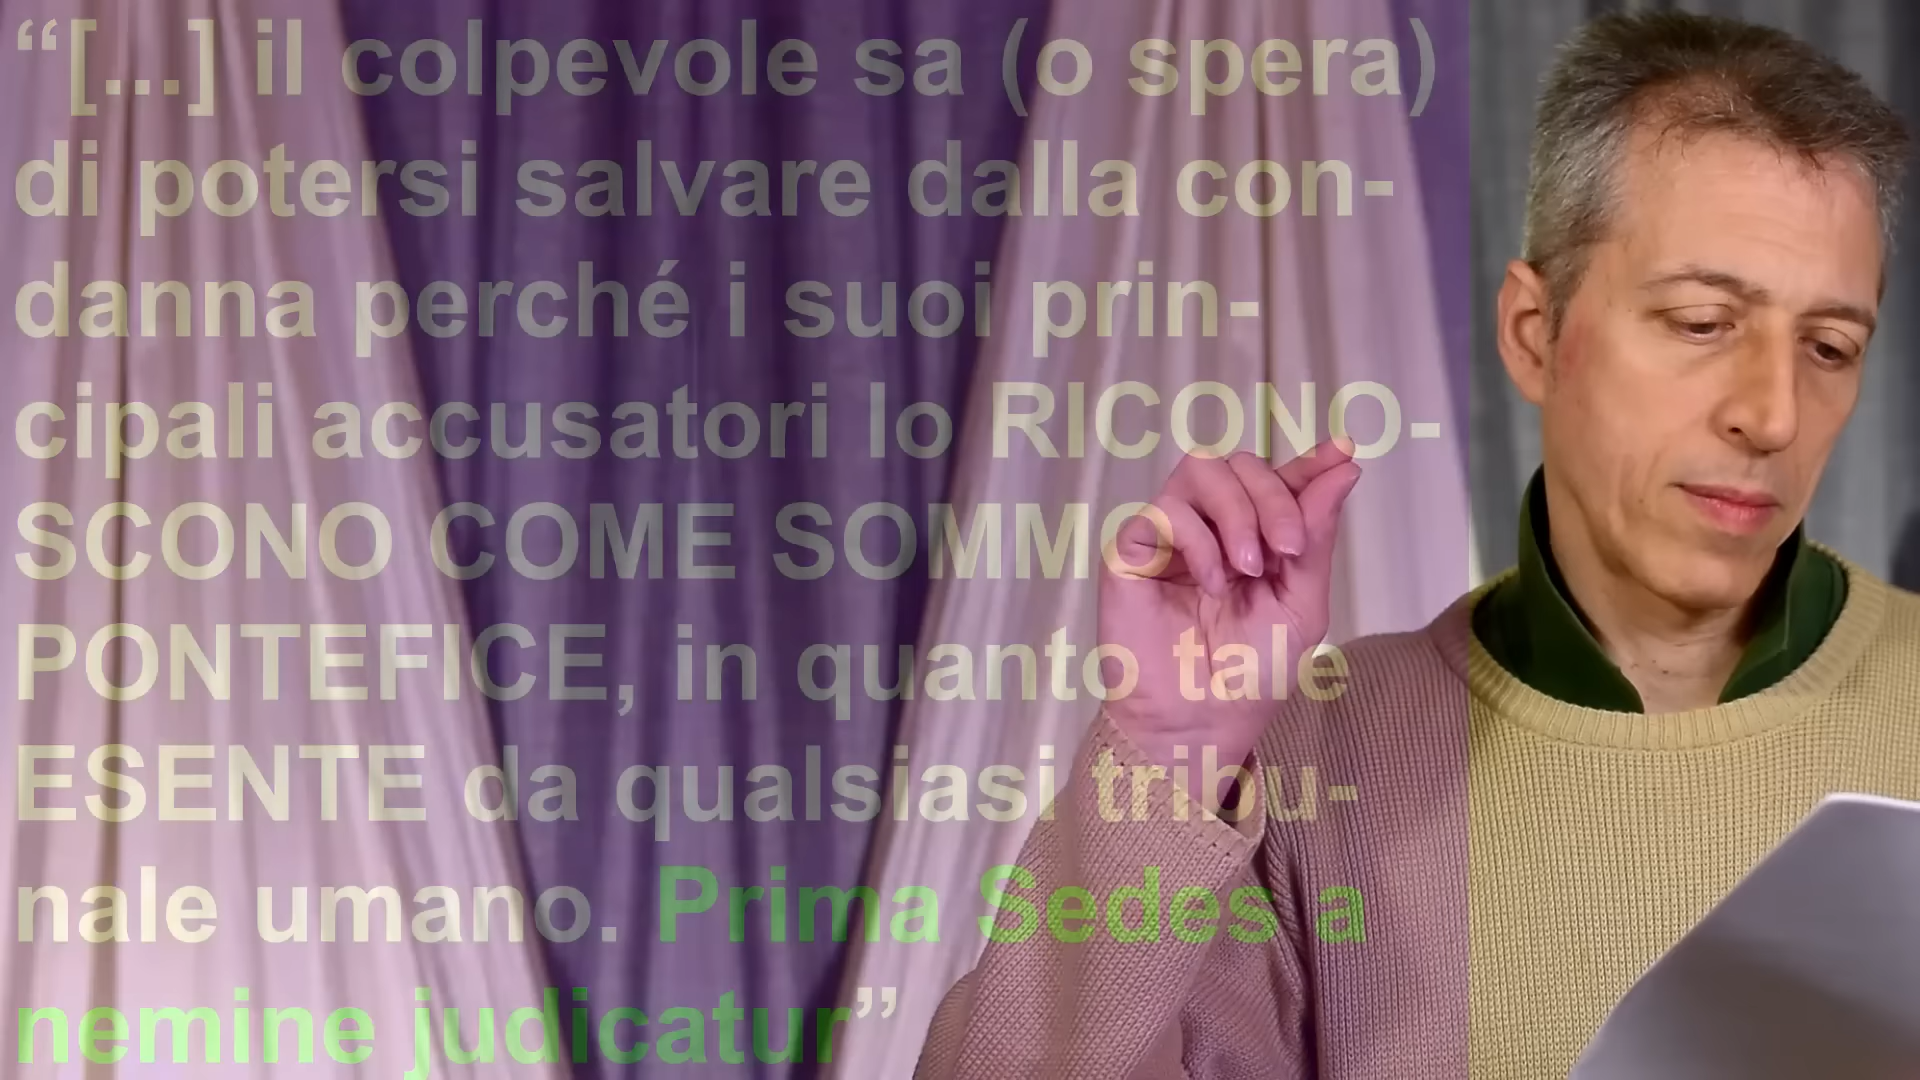 “[...] il colpevole sa (o spera)
di potersi salvare dalla con-
danna perché i suoi prin-
cipali accusatori lo RICONO-
SCONO COME SOMMO
PONTEFICE, in quanto tale
ESENTE da qualsiasi tribu-
nale umano. Prima Sedes a
nemine judicatur”